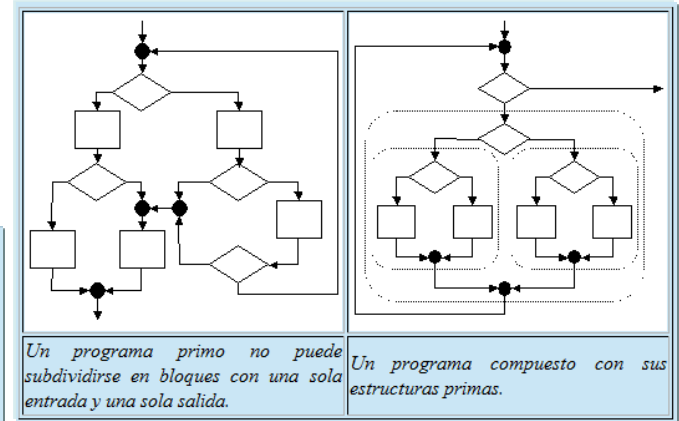 Un programa primo no puede
subdividirse en bloques con una sola
entrada y una sola salida.
Un programa compuesto con sus
estructuras primas.